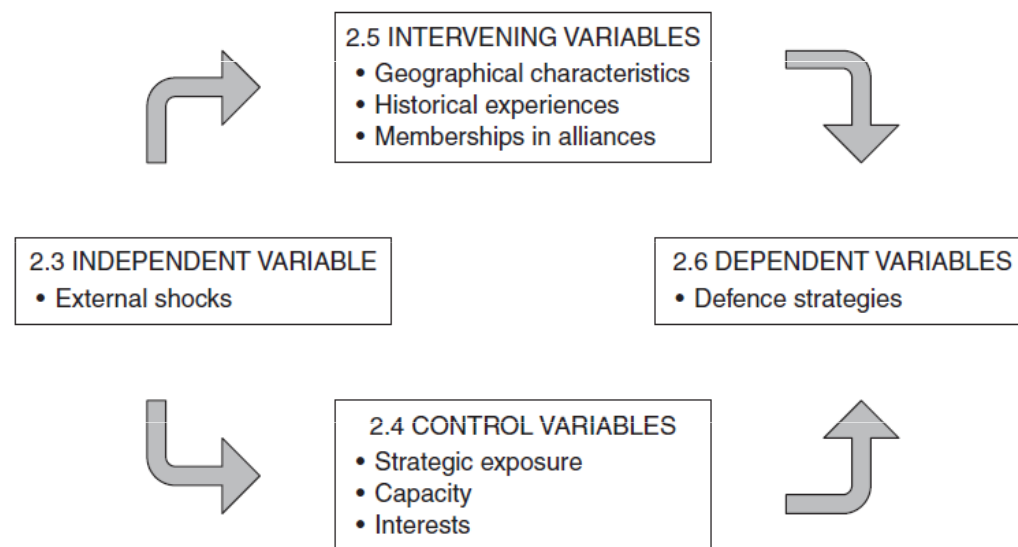 2.5 INTERVENING VARIABLES
• Geographical characteristics
• Historical experiences
• Memberships in alliances
2.3 INDEPENDENT VARIABLE
• External shocks
2.6 DEPENDENT VARIABLES
• Defence strategies
2.4 CONTROL VARIABLES
• Strategic exposure
• Capacity
• Interests